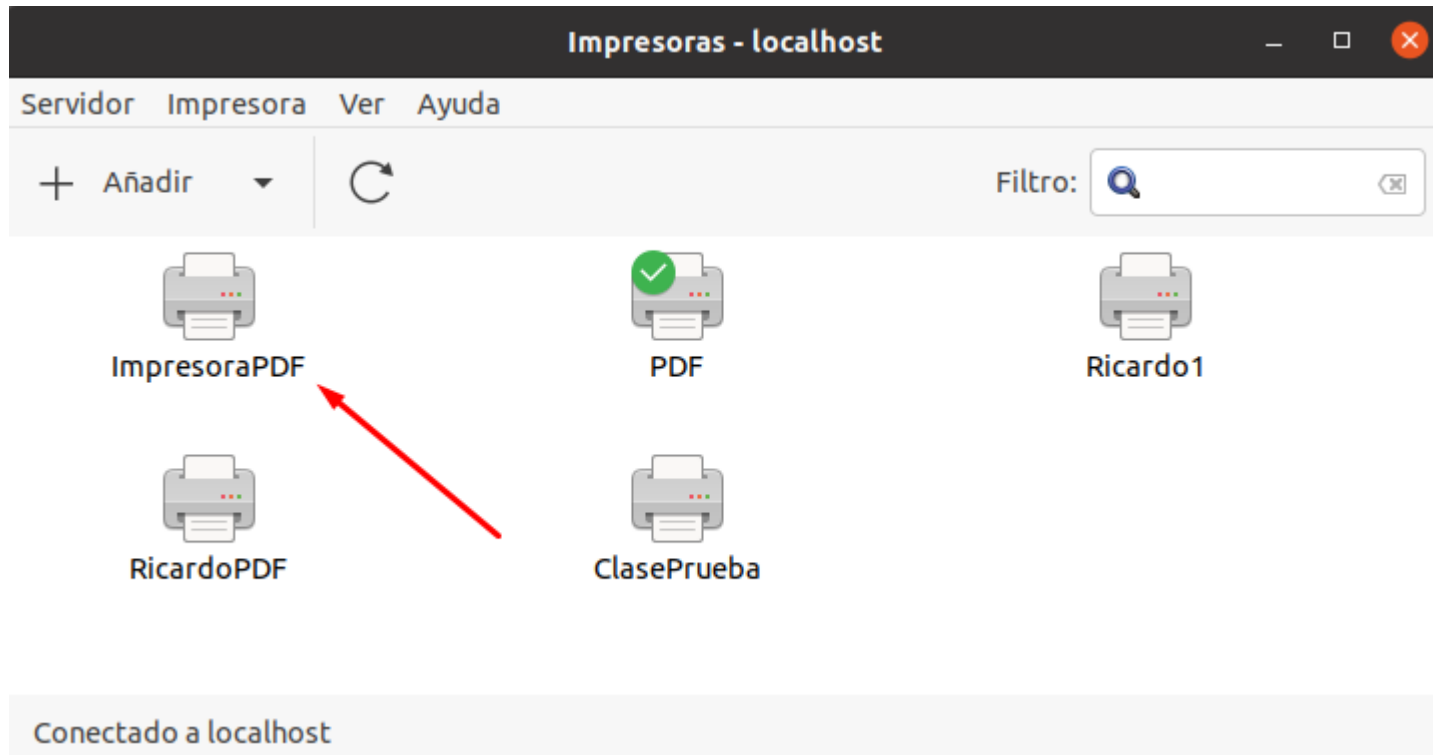 Impresoras - localhost
Servidor Impresora Ver Ayuda
Añadir Filtro:
ImpresoraPDF PDF Ricardo1
RicardoPDF ClasePrueba
Conectado a localhost